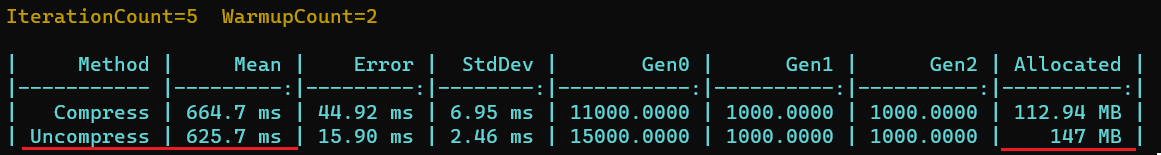 IterationCount=5  WarmupCount=2
|     Method |     Mean |    Error |  StdDev |      Gen0 |      Gen1 |      Gen2 | Allocated |
|----------- |---------:|---------:|--------:|-----------:|----------:|----------:|----------:|
|   Compress | 664.7 ms | 44.92 ms | 6.95 ms | 11000.0000 | 1000.0000 | 1000.0000 | 112.94 MB |
| Uncompress | 625.7 ms | 15.90 ms | 2.46 ms | 15000.0000 | 1000.0000 | 1000.0000 |    147 MB |